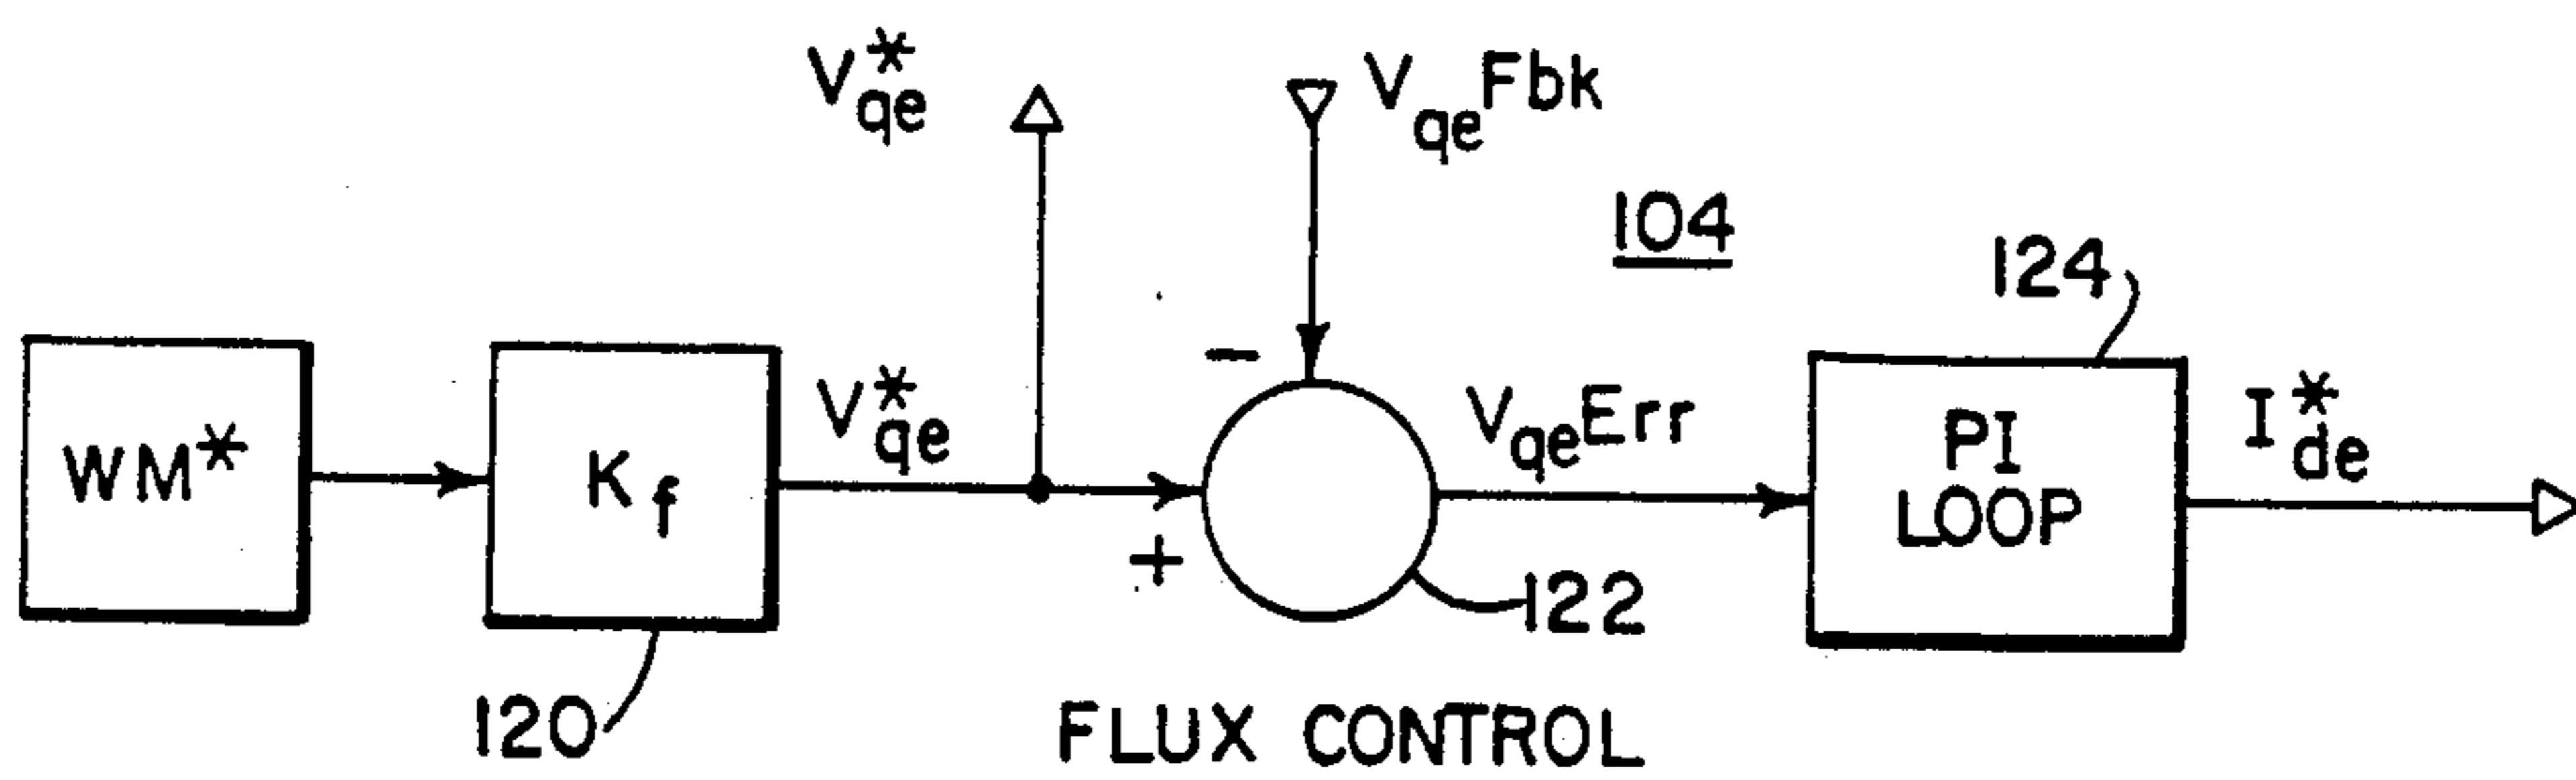 V*qe
VqeFbk
104
124
WM*
Kf
V*qe
VqeErr
PI
LOOP
I*de
-
+
120
122
FLUX CONTROL